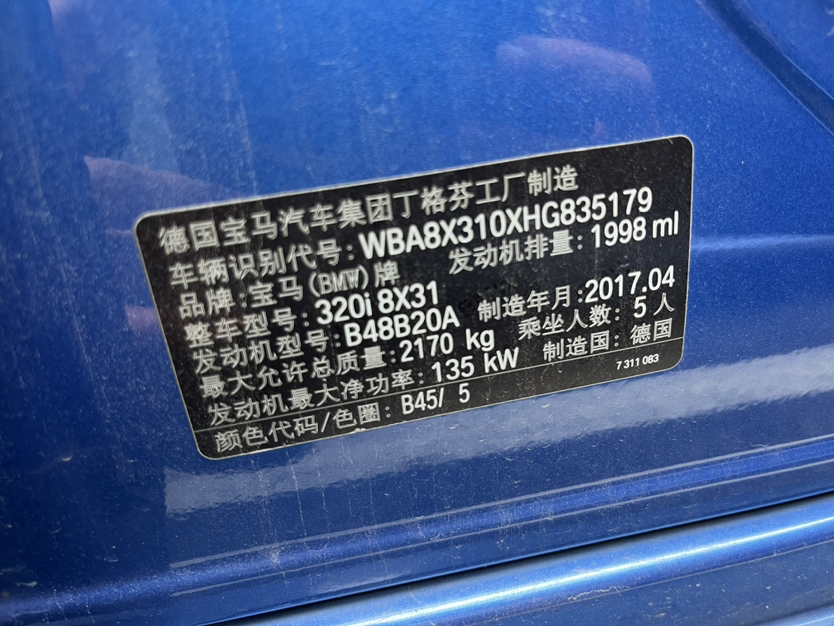 德国宝马汽车集团丁格芬工厂制造
车辆识别代号: WBA8X310XHG835179
品牌: 宝马(BMW)牌 发动机排量: 1998 ml
整车型号: 320i 8X31
发动机型号: B48B20A 制造年月: 2017.04
最大允许总质量: 2170 kg 乘坐人数: 5 人
发动机最大净功率: 135 kW 制造国: 德国
7 311 083
颜色代码/色圈: B45/ 5